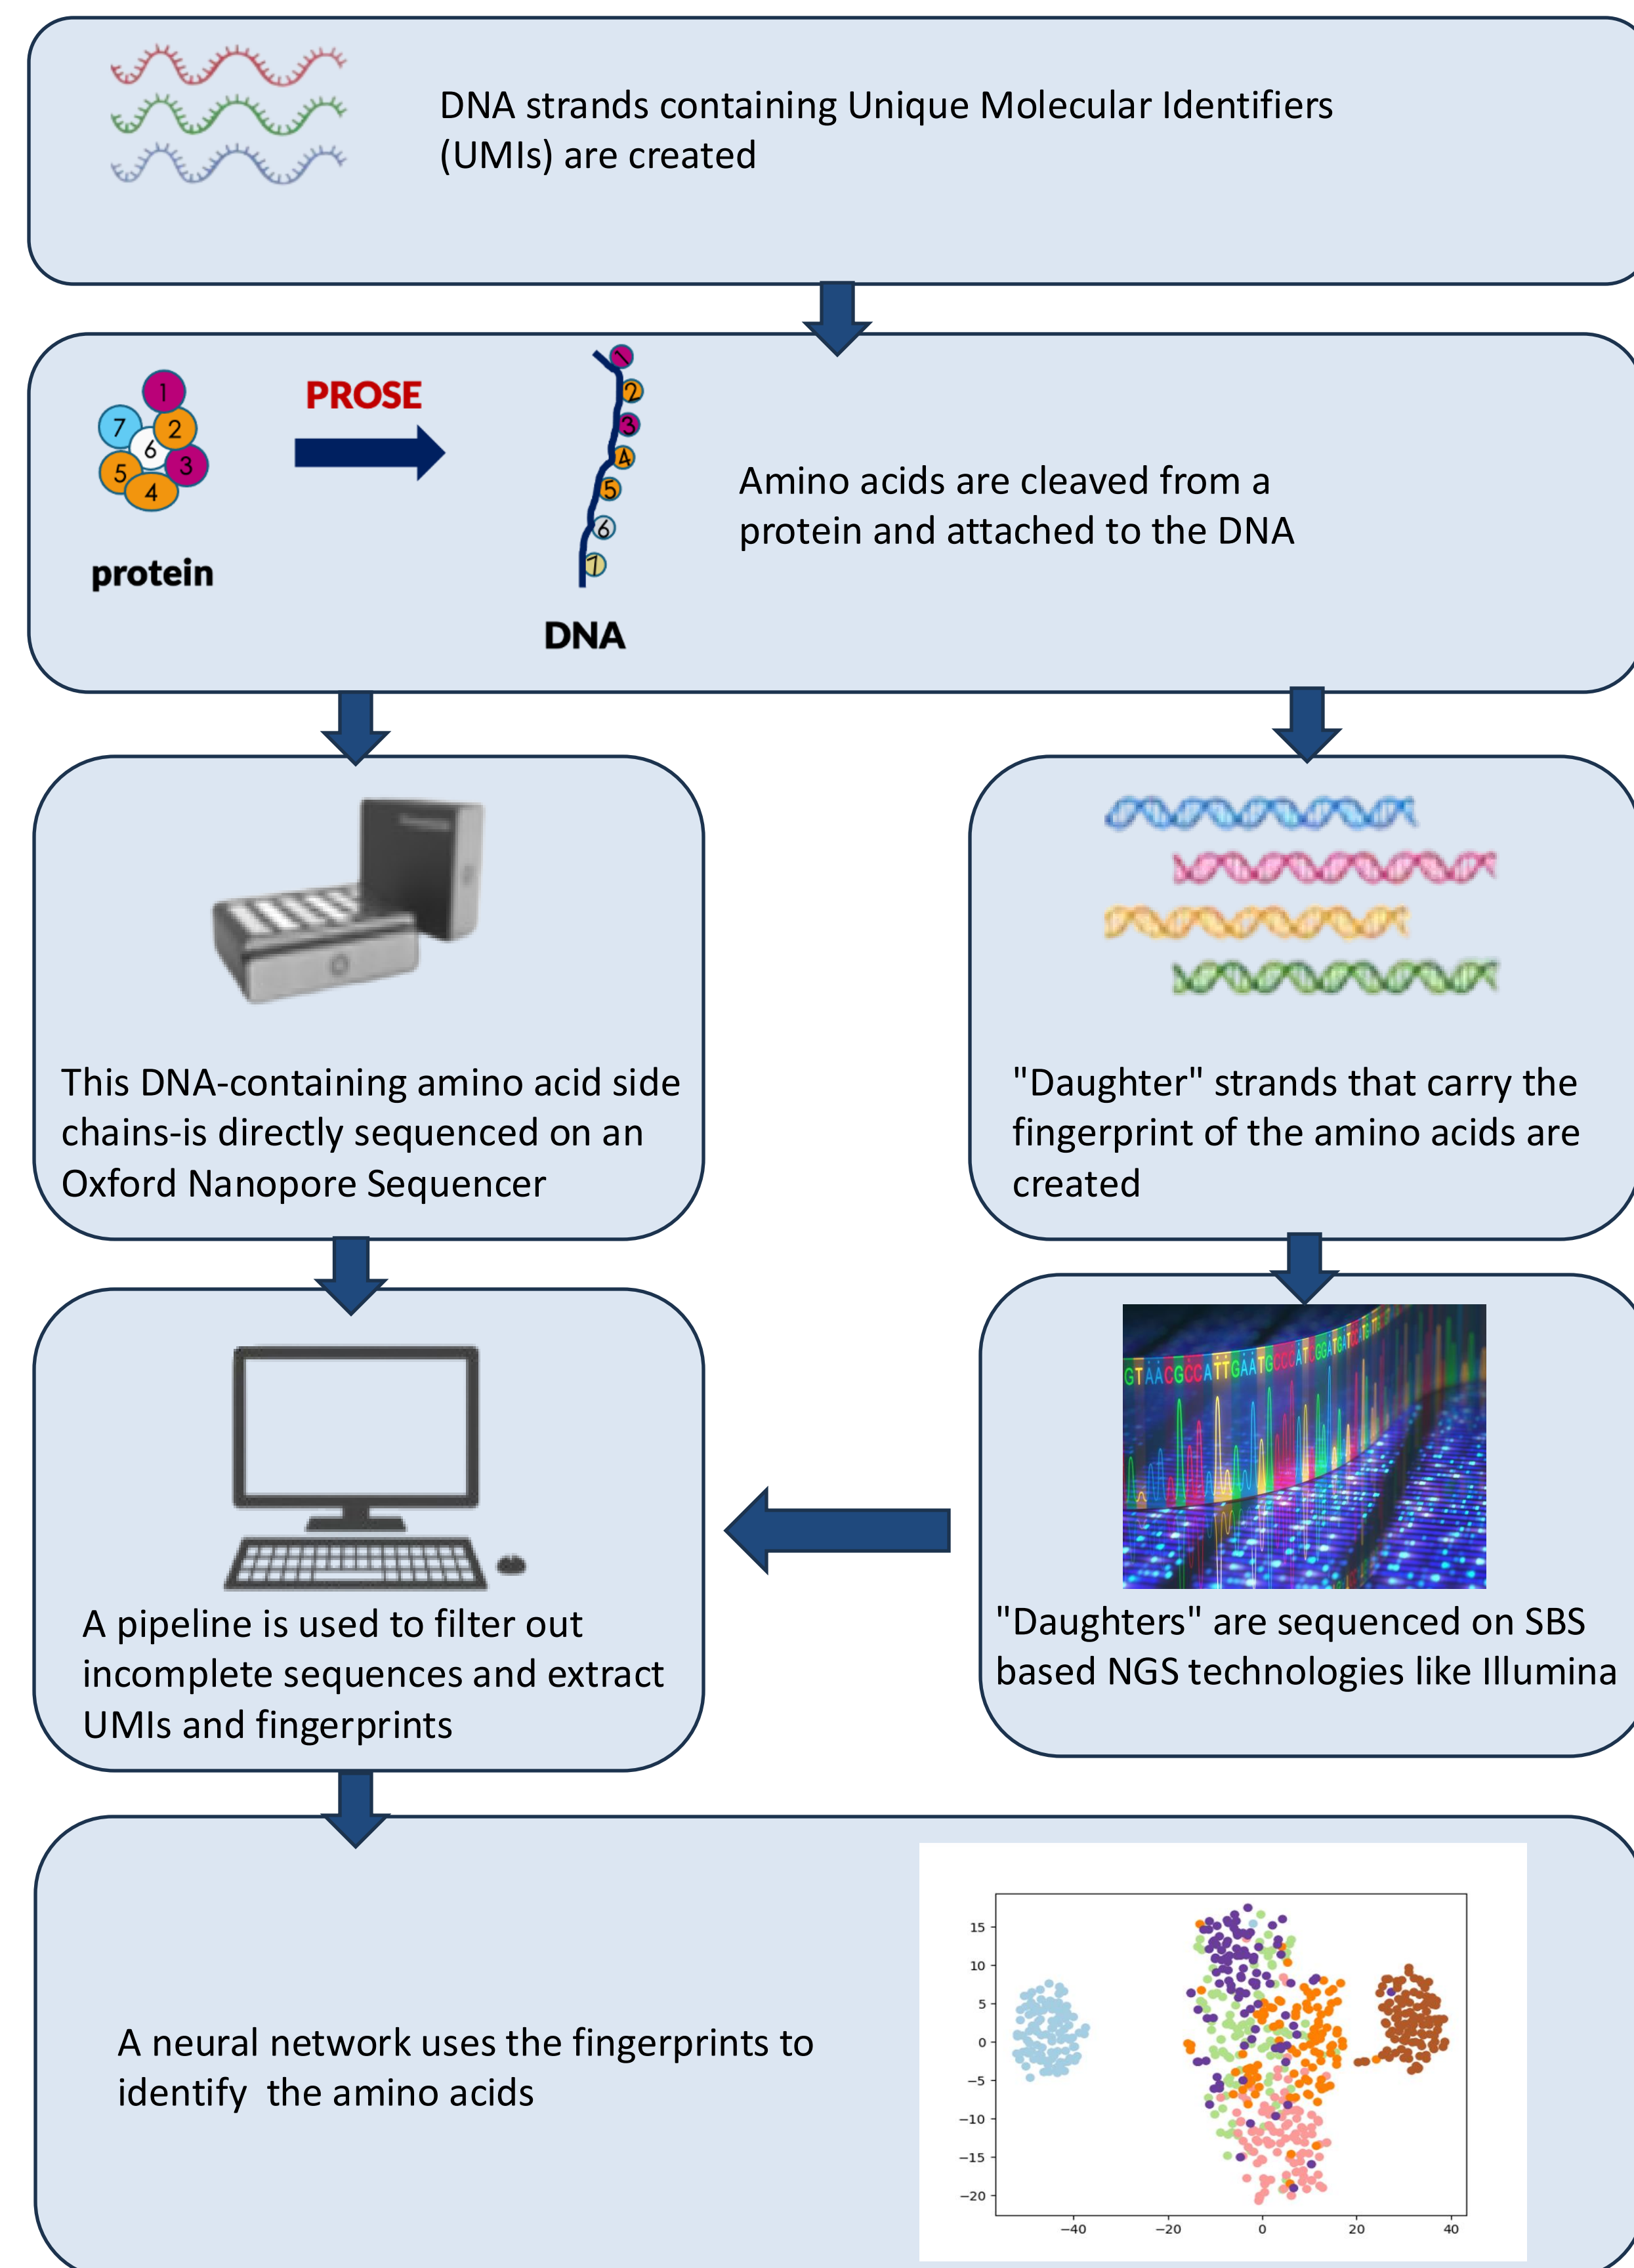 DNA strands containing Unique Molecular Identifiers
(UMIs) are created
1
7
2
6
3
5
4
protein
PROSE
1
2
3
4
5
6
7
DNA
Amino acids are cleaved from a
protein and attached to the DNA
This DNA-containing amino acid side
chains-is directly sequenced on an
Oxford Nanopore Sequencer
"Daughter" strands that carry the
fingerprint of the amino acids are
created
A pipeline is used to filter out
incomplete sequences and extract
UMIs and fingerprints
GTAACGCCATTGAATGCCCATCGGATGAT
"Daughters" are sequenced on SBS
based NGS technologies like Illumina
A neural network uses the fingerprints to
identify  the amino acids
15
10
5
0
−5
−10
−15
−20
−40
−20
0
20
40